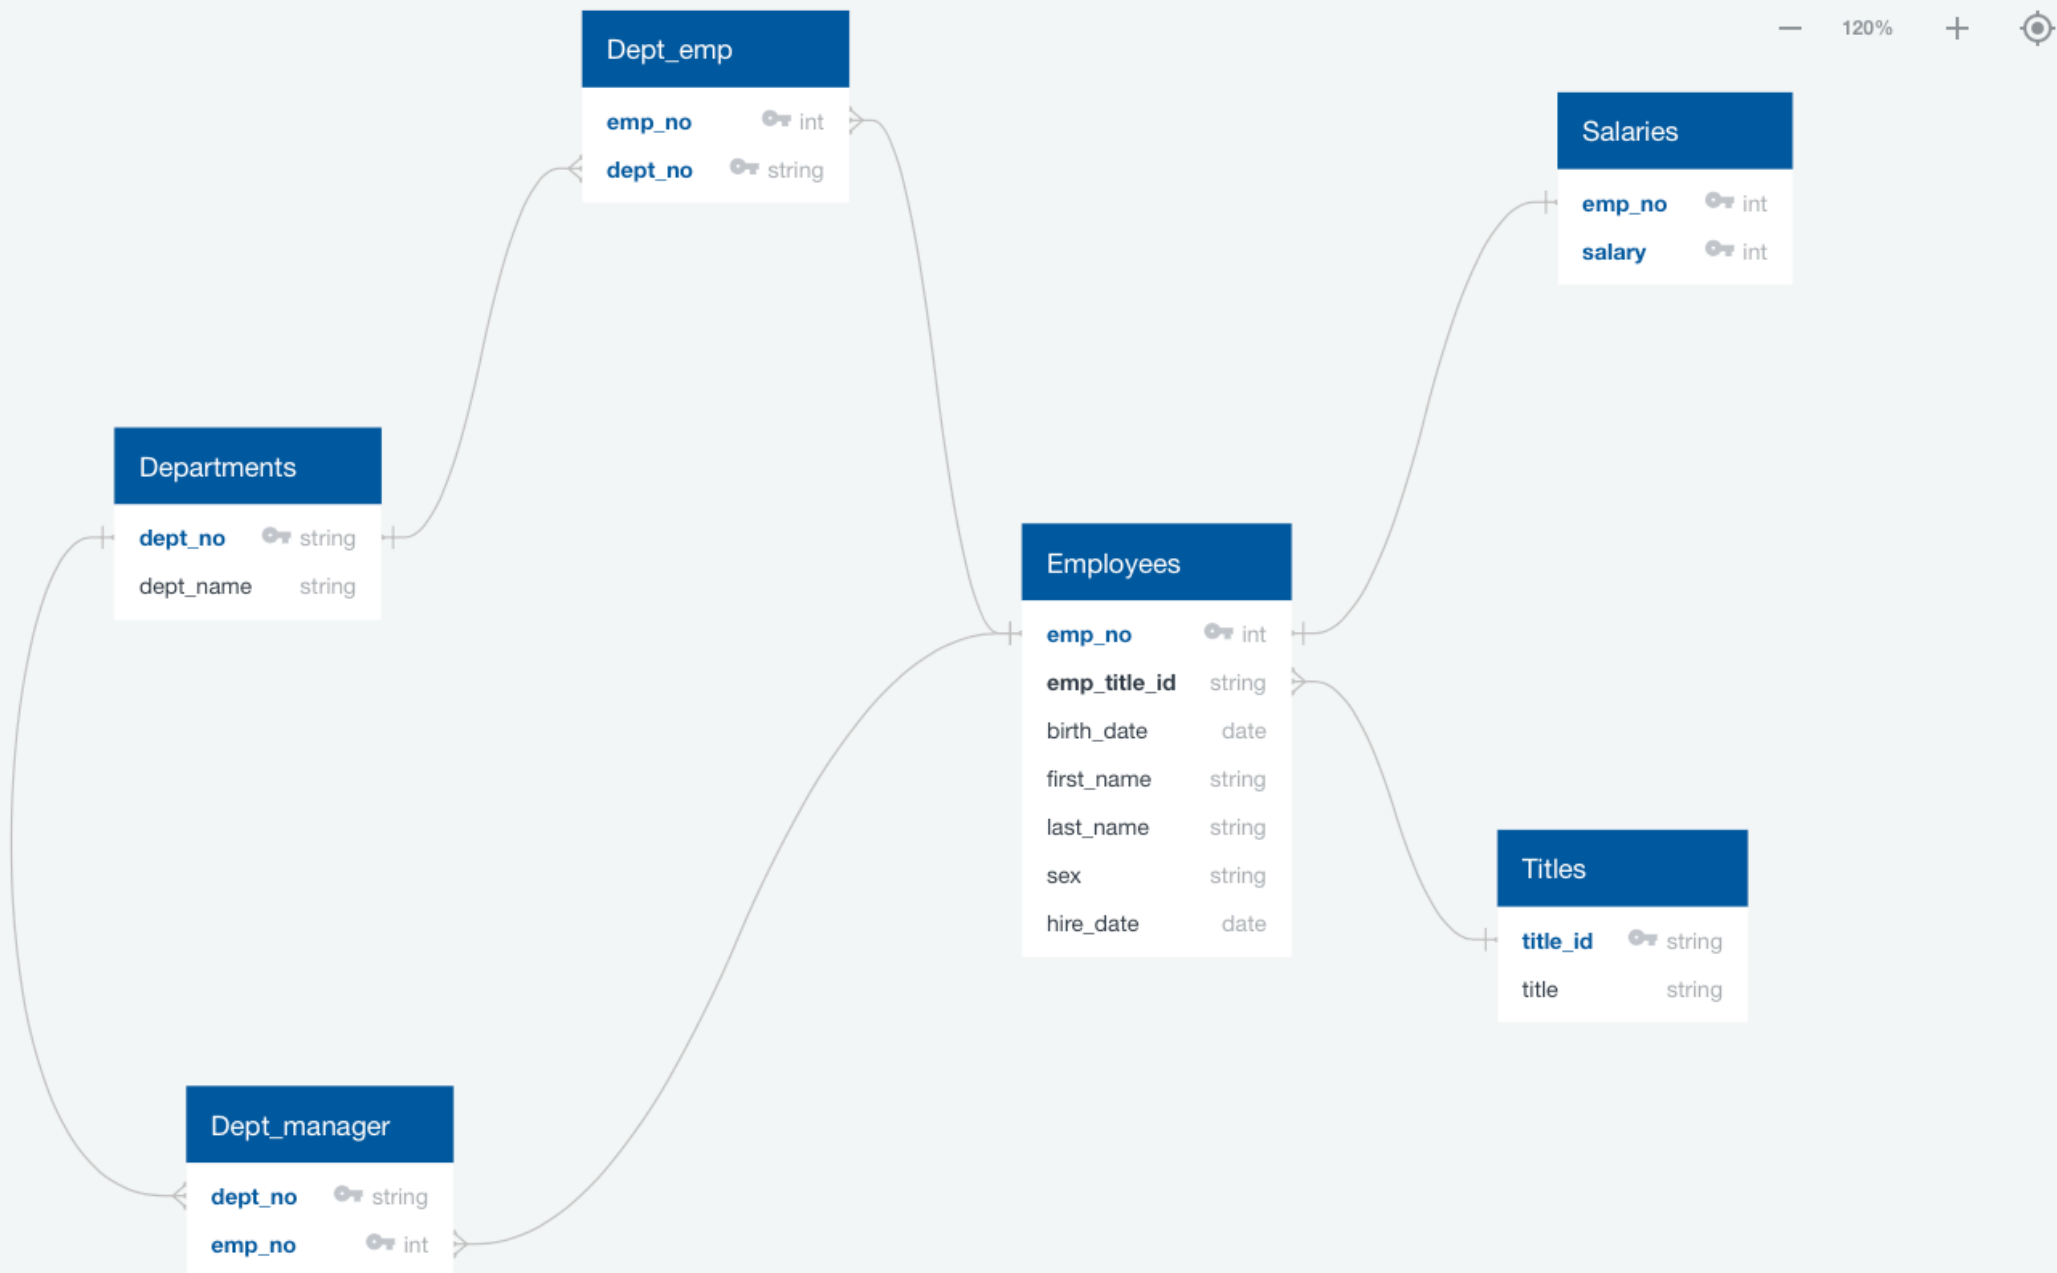 Dept_emp
emp_no int
dept_no string
120%
Salaries
emp_no int
salary int
Departments
dept_no string
dept_name string
Employees
emp_no int
emp_title_id string
birth_date date
first_name string
last_name string
sex string
hire_date date
Titles
title_id string
title string
Dept_manager
dept_no string
emp_no int